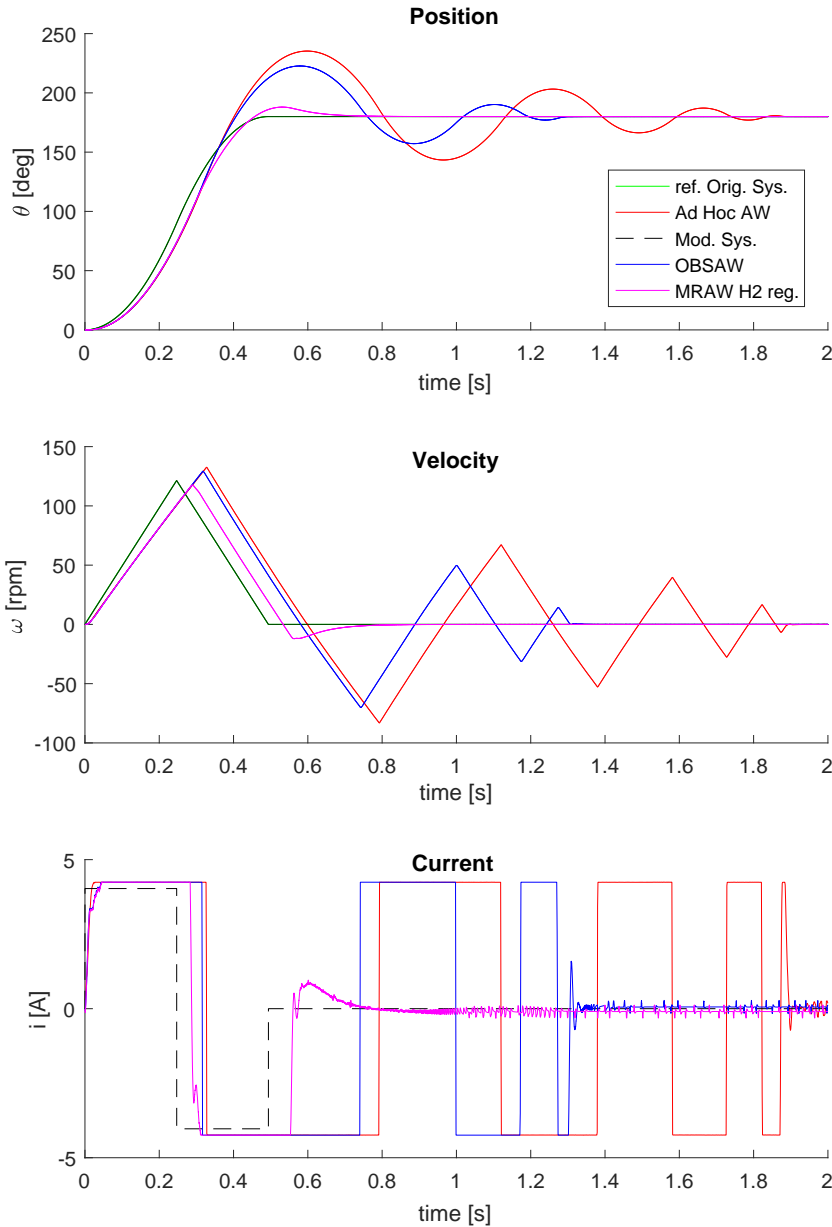 Position
250
200
150
100
50
0
θ [deg]
0 0.2 0.4 0.6 0.8 1 1.2 1.4 1.6 1.8 2
time [s]
ref. Orig. Sys.
Ad Hoc AW
Mod. Sys.
OBSAW
MRAW H2 reg.
Velocity
150
100
50
0
-50
-100
ω [rpm]
0 0.2 0.4 0.6 0.8 1 1.2 1.4 1.6 1.8 2
time [s]
Current
5
0
-5
i [A]
0 0.2 0.4 0.6 0.8 1 1.2 1.4 1.6 1.8 2
time [s]